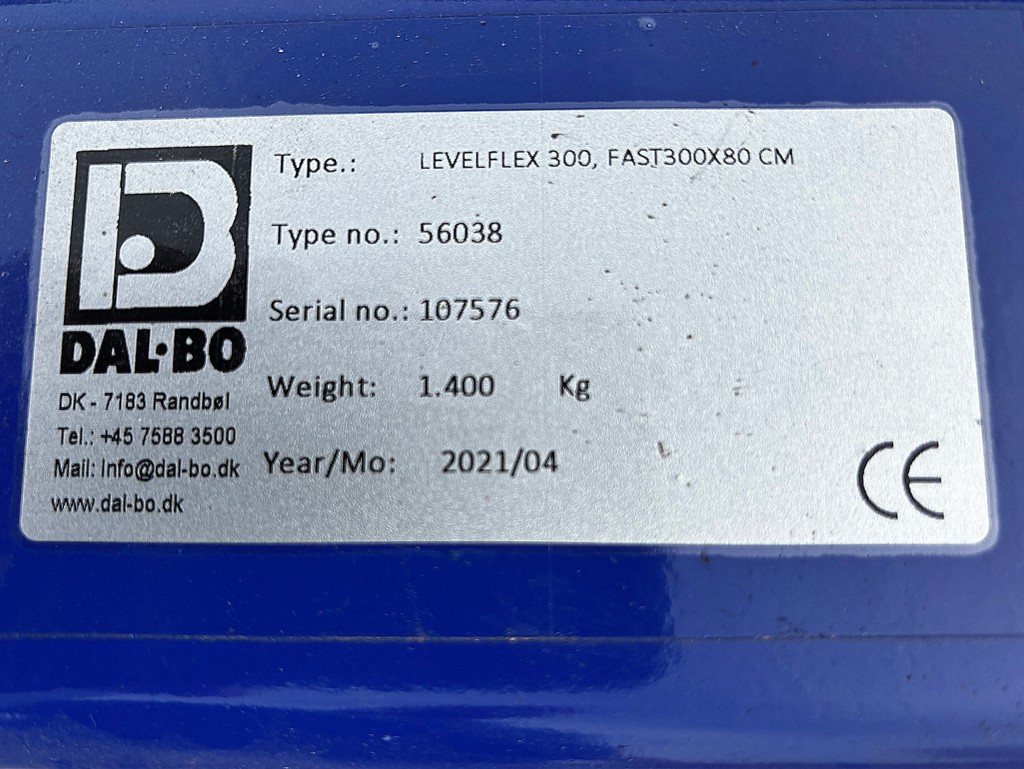 Type.: LEVELFLEX 300, FAST300X80 CM
Type no.: 56038
Serial no.: 107576
Weight: 1.400 Kg
Year/Mo: 2021/04
DAL·BO
DK - 7183 Randbøl
Tel.: +45 7588 3500
Mail: Info@dal-bo.dk
www.dal-bo.dk
CE